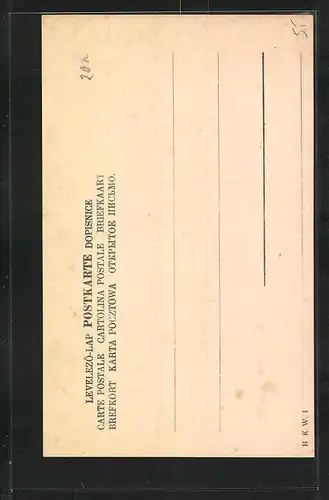 LEVELEZŐ-LAP POSTKARTE DOPISNICE
CARTE POSTALE CARTOLINA POSTALE BRIEFKAART
BREFKORT KARTA POCZTOWA ОТКРЫТОЕ ПИСЬМО.
B. K. W. I